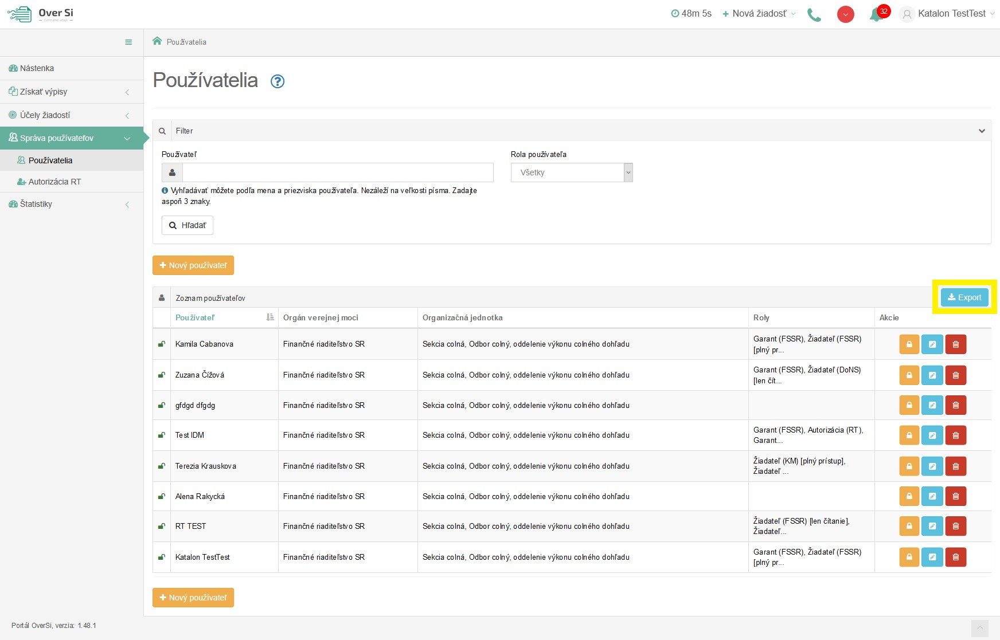 Over Si
Centrálne údaje
48m 5s
Nová žiadosť
32
Katalon TestTest
Používatelia
Nástenka
Získať výpisy
Účely žiadostí
Správa používateľov
Používatelia
Autorizácia RT
Štatistiky
Používatelia
Filter
Používateľ
Rola používateľa
Všetky
Vyhľadávať môžete podľa mena a priezviska používateľa. Nezáleží na veľkosti písma. Zadajte
aspoň 3 znaky.
Hľadať
Nový používateľ
Zoznam používateľov
Export
Používateľ Orgán verejnej moci Organizačná jednotka Roly Akcie
Kamila Cabanova Finančné riaditeľstvo SR Sekcia colná, Odbor colný, oddelenie výkonu colného dohľadu Garant (FSSR), Žiadateľ (FSSR)
[plný pr...
Zuzana Čížová Finančné riaditeľstvo SR Sekcia colná, Odbor colný, oddelenie výkonu colného dohľadu Garant (FSSR), Žiadateľ (DoNS)
[len čít...
gfdgd dfgdg Finančné riaditeľstvo SR Sekcia colná, Odbor colný, oddelenie výkonu colného dohľadu
Test IDM Finančné riaditeľstvo SR Sekcia colná, Odbor colný, oddelenie výkonu colného dohľadu Garant (FSSR), Autorizácia (RT),
Garant...
Terezia Krauskova Finančné riaditeľstvo SR Sekcia colná, Odbor colný, oddelenie výkonu colného dohľadu Žiadateľ (KM) [plný prístup],
Žiadateľ ...
Alena Rakycká Finančné riaditeľstvo SR Sekcia colná, Odbor colný, oddelenie výkonu colného dohľadu
RT TEST Finančné riaditeľstvo SR Sekcia colná, Odbor colný, oddelenie výkonu colného dohľadu Žiadateľ (FSSR) [len čítanie],
Žiadateľ...
Katalon TestTest Finančné riaditeľstvo SR Sekcia colná, Odbor colný, oddelenie výkonu colného dohľadu Garant (FSSR), Žiadateľ (FSSR)
[plný pr...
Nový používateľ
Portál OverSi, verzia: 1.48.1